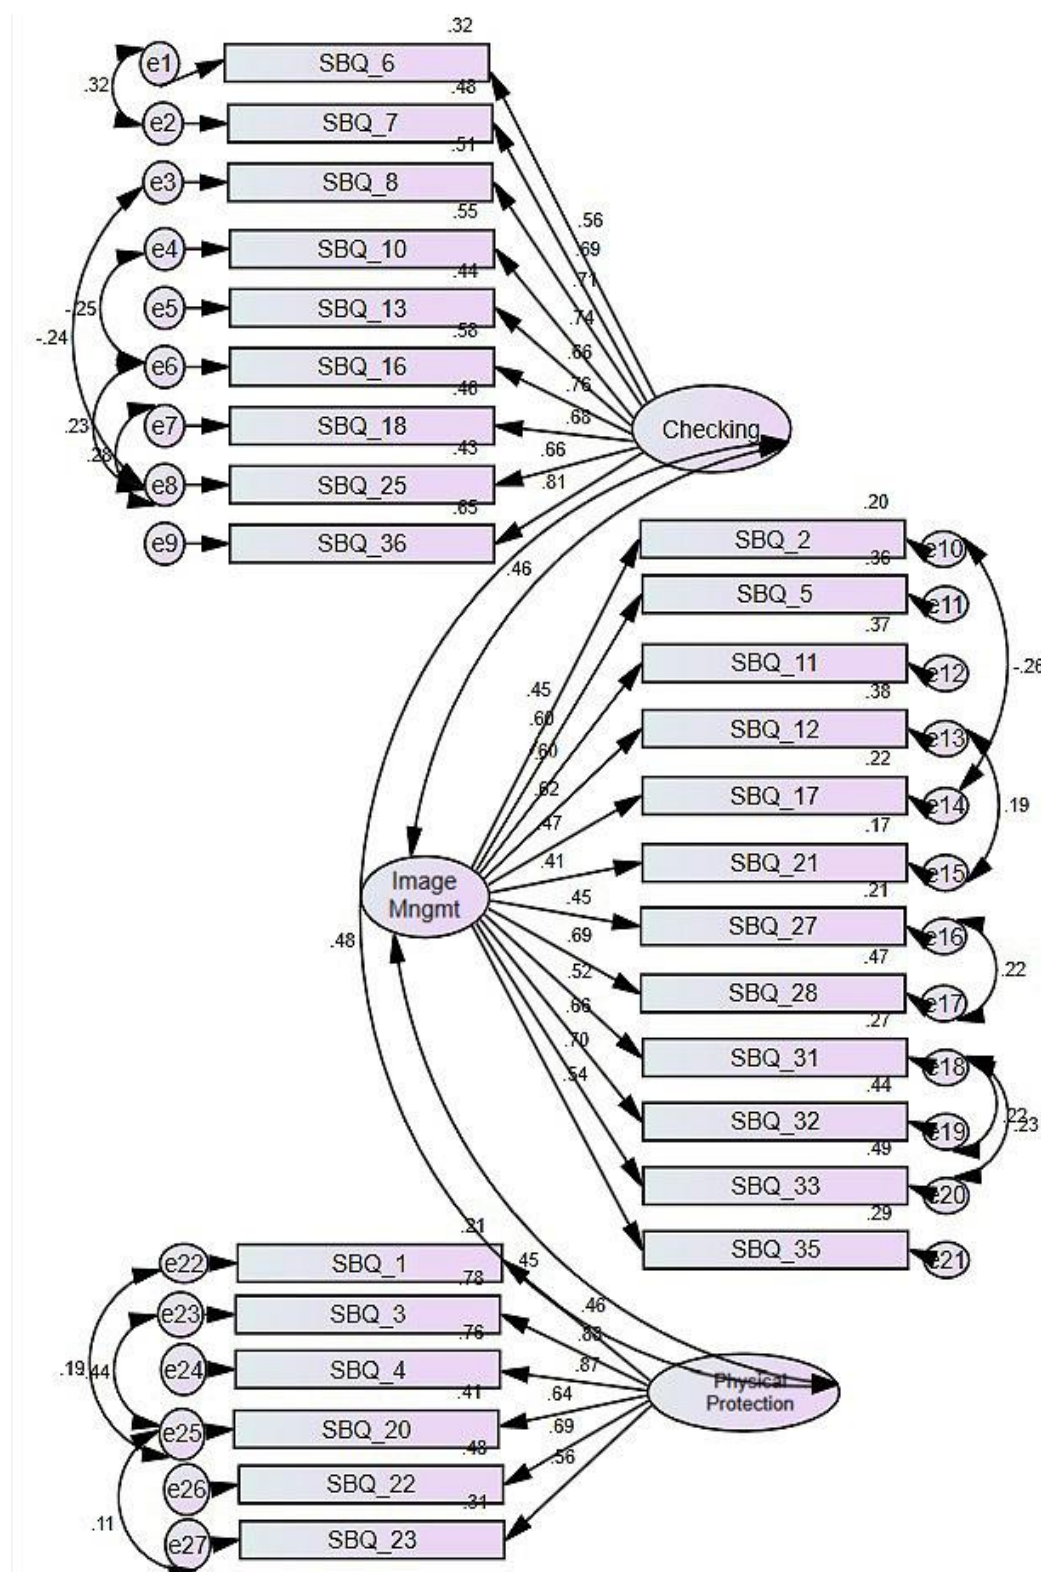 .32
e1
SBQ_6
.32
.48
e2
SBQ_7
.51
e3
SBQ_8
.55
.56
e4
SBQ_10
.69
.44
.71
-.25
e5
SBQ_13
.74
-.24
.58
.66
e6
SBQ_16
.76
.46
.68
.23
e7
SBQ_18
Checking
.43
.66
.28
e8
SBQ_25
.81
.65
e9
SBQ_36
.46
.20
SBQ_2
e10
.36
SBQ_5
e11
.37
SBQ_11
e12
-.26
.45
.38
.60
SBQ_12
e13
.60
.22
.62
SBQ_17
e14
.19
.47
.17
.41
SBQ_21
e15
Image
Mngmt
.21
.45
SBQ_27
e16
.48
.69
.47
.22
.52
SBQ_28
e17
.66
.27
.70
SBQ_31
e18
.54
.44
SBQ_32
e19
.22
.23
.49
SBQ_33
e20
.29
.21
SBQ_35
e21
e22
SBQ_1
.45
.78
e23
SBQ_3
.46
.76
.88
.19
.44
e24
SBQ_4
.87
Physical
Protection
.41
.64
e25
SBQ_20
.69
.48
.56
e26
SBQ_22
.31
.11
e27
SBQ_23